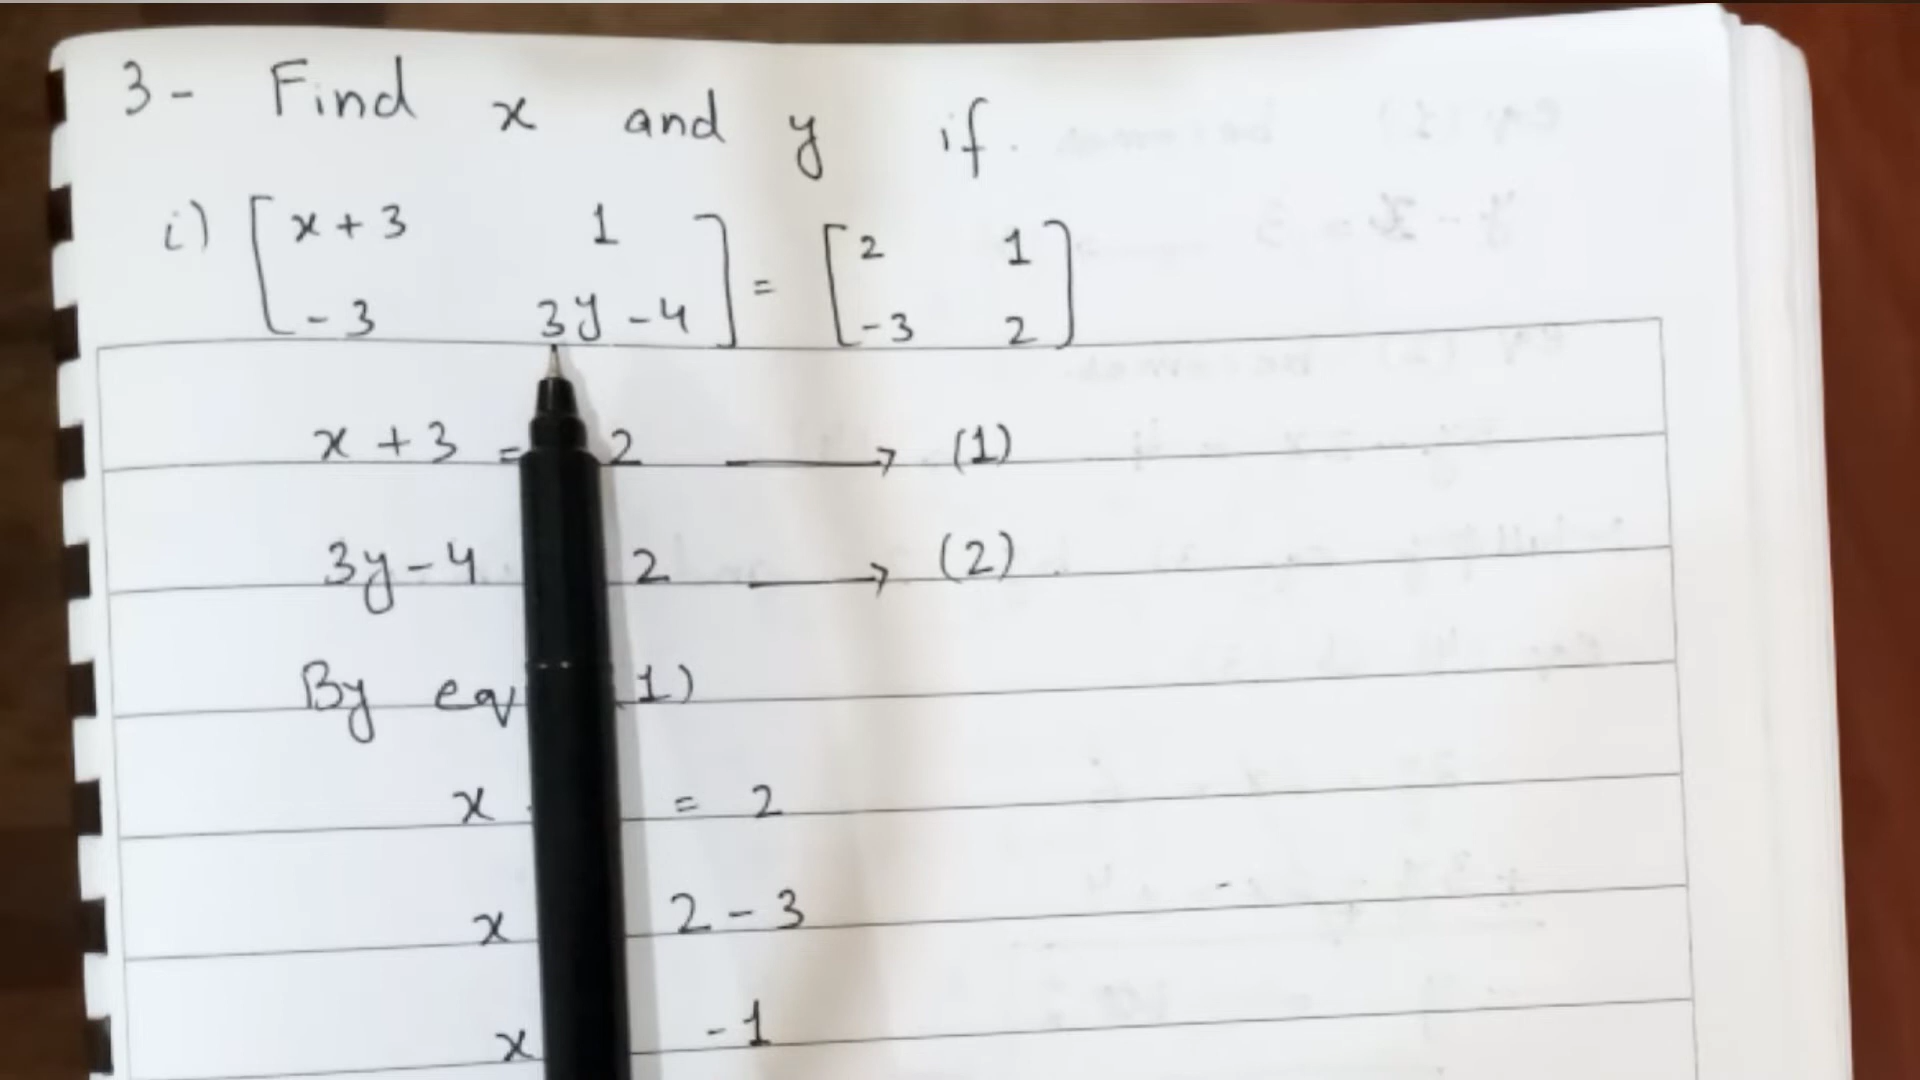 3- Find x and y if
i) [x+3 1] = [2 1]
[-3 3y-4] [-3 2]
x + 3 = 2 → (1)
3y-4 2 → (2)
By eq 1)
x = 2
x 2 - 3
x -1